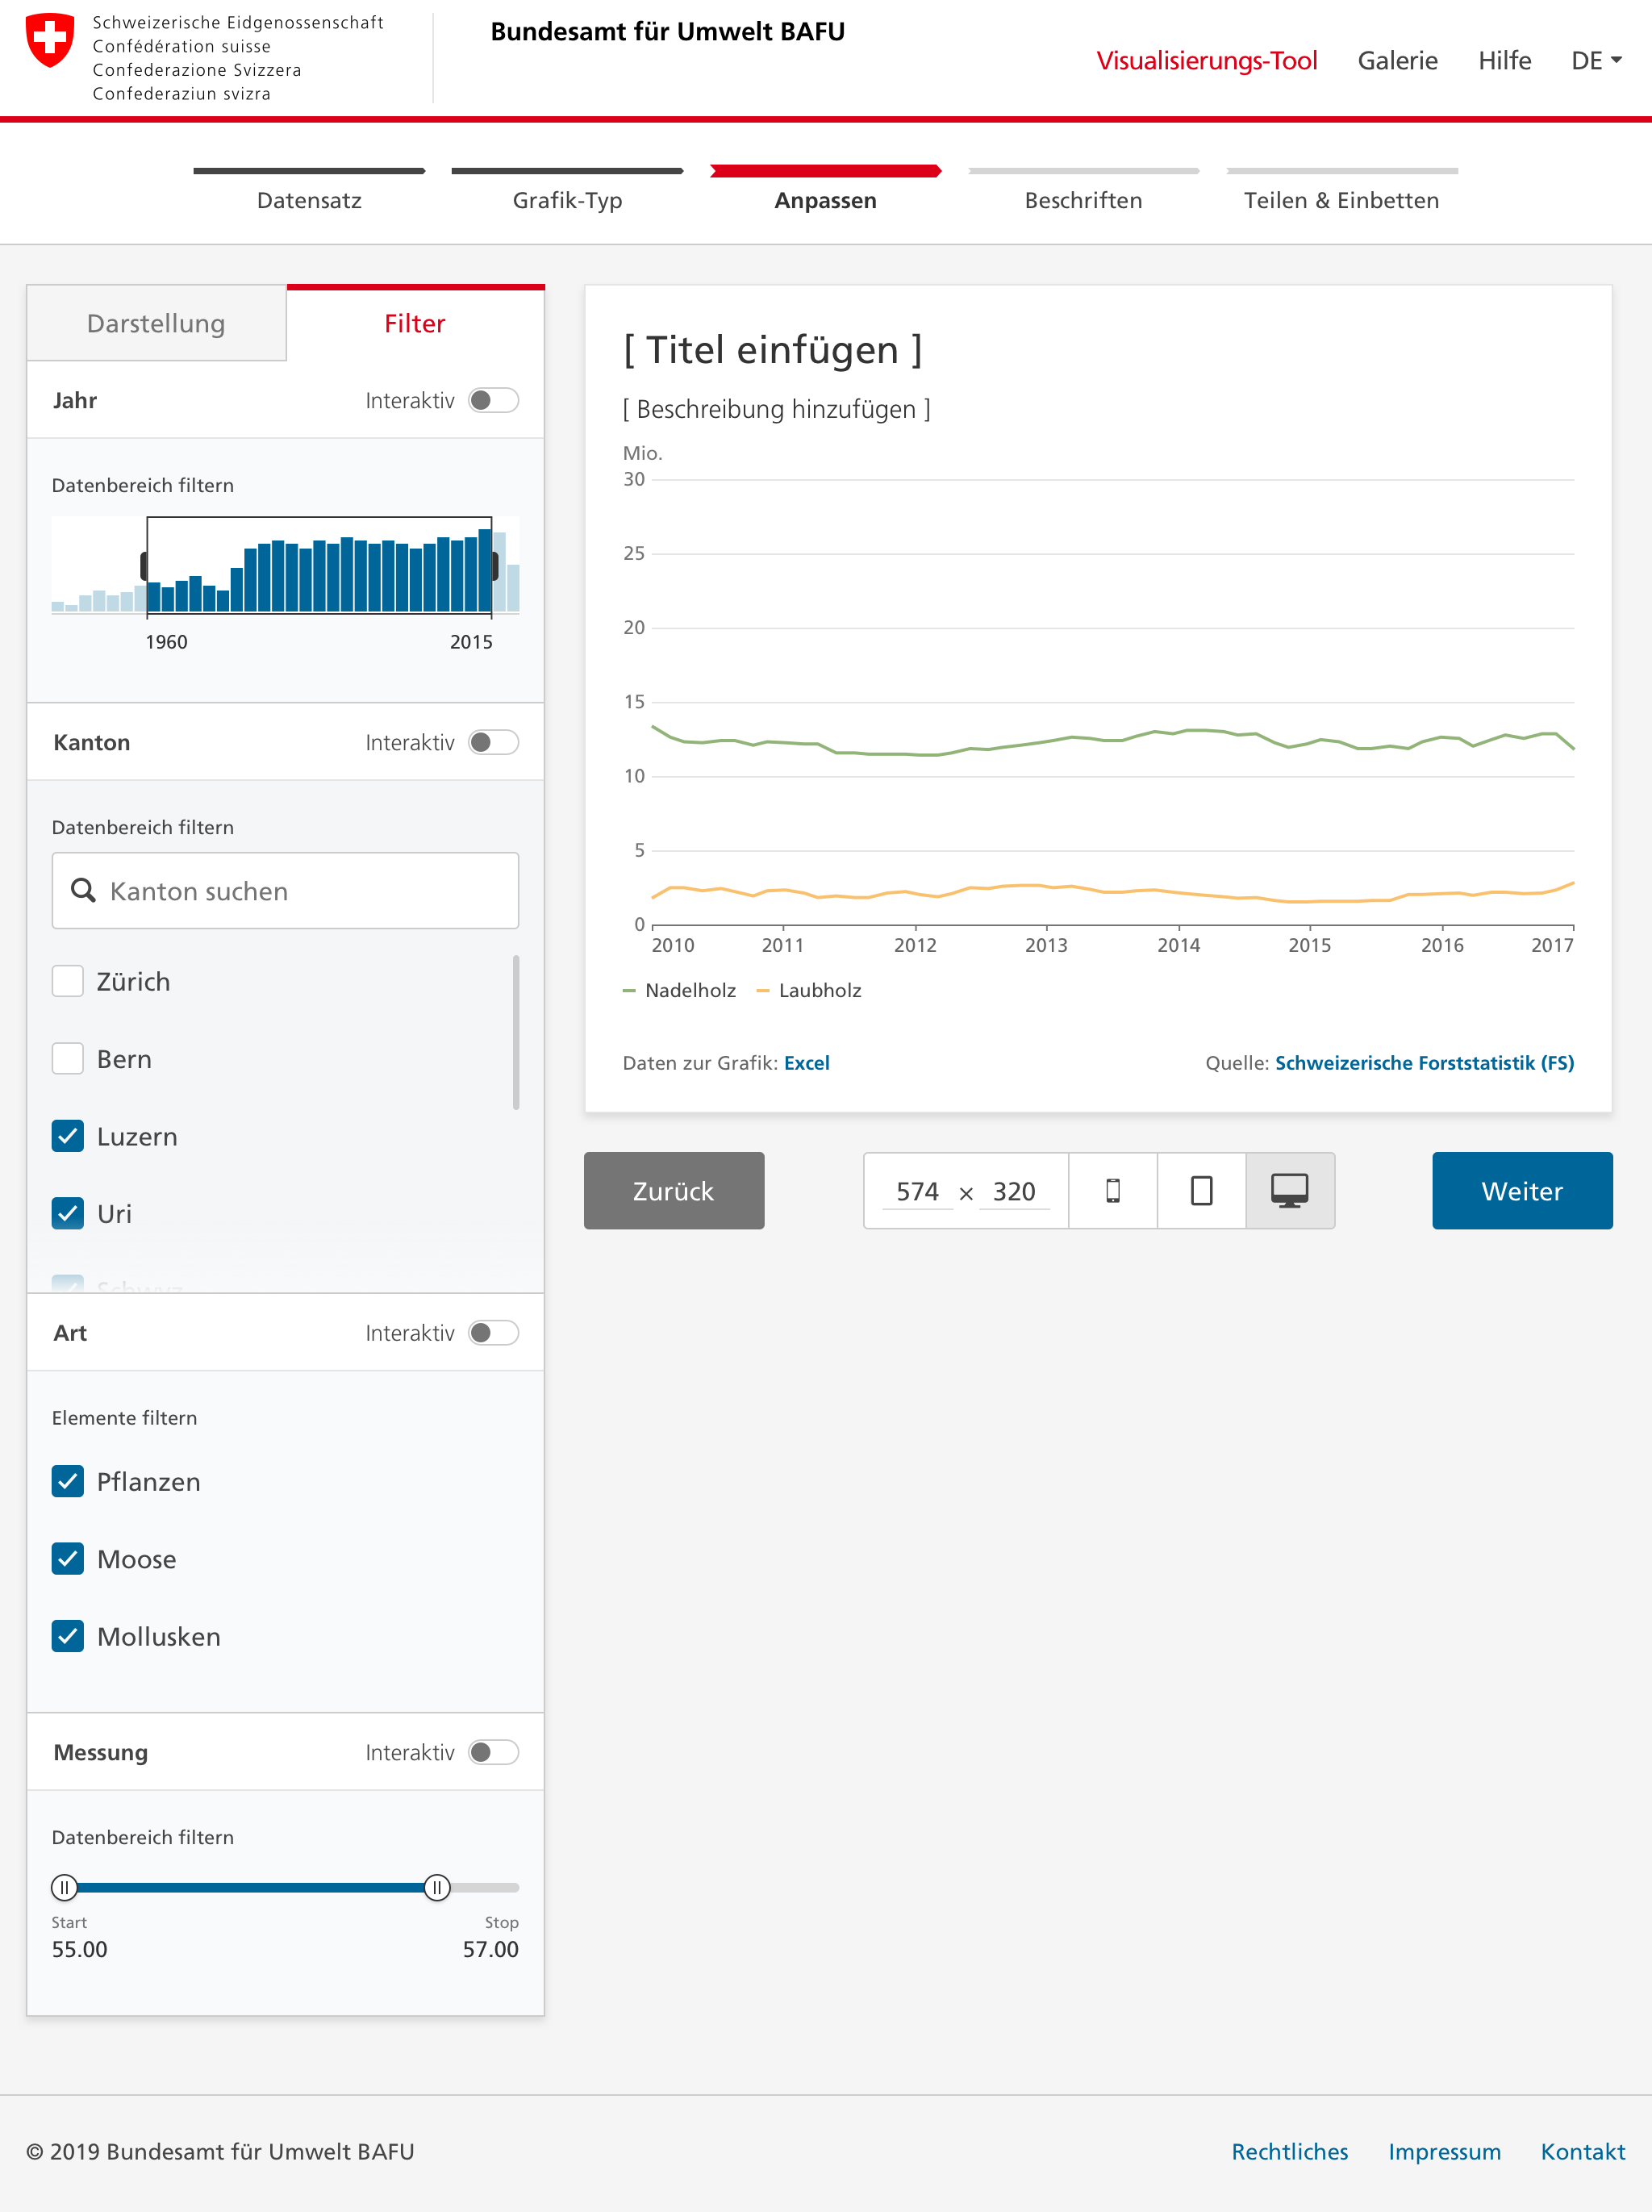 Schweizerische Eidgenossenschaft
Confédération suisse
Confederazione Svizzera
Confederaziun svizra
Bundesamt für Umwelt BAFU
Visualisierungs-Tool Galerie Hilfe DE
Datensatz Grafik-Typ Anpassen Beschriften Teilen & Einbetten
Darstellung Filter
Jahr Interaktiv
Datenbereich filtern
1960 2015
Kanton Interaktiv
Datenbereich filtern
Kanton suchen
Zürich
Bern
Luzern
Uri
Schwyz
Art Interaktiv
Elemente filtern
Pflanzen
Moose
Mollusken
Messung Interaktiv
Datenbereich filtern
Start Stop
55.00 57.00
[ Titel einfügen ]
[ Beschreibung hinzufügen ]
Mio.
30
25
20
15
10
5
0
2010 2011 2012 2013 2014 2015 2016 2017
Nadelholz Laubholz
Daten zur Grafik: Excel Quelle: Schweizerische Forststatistik (FS)
Zurück 574 × 320 Weiter
© 2019 Bundesamt für Umwelt BAFU Rechtliches Impressum Kontakt